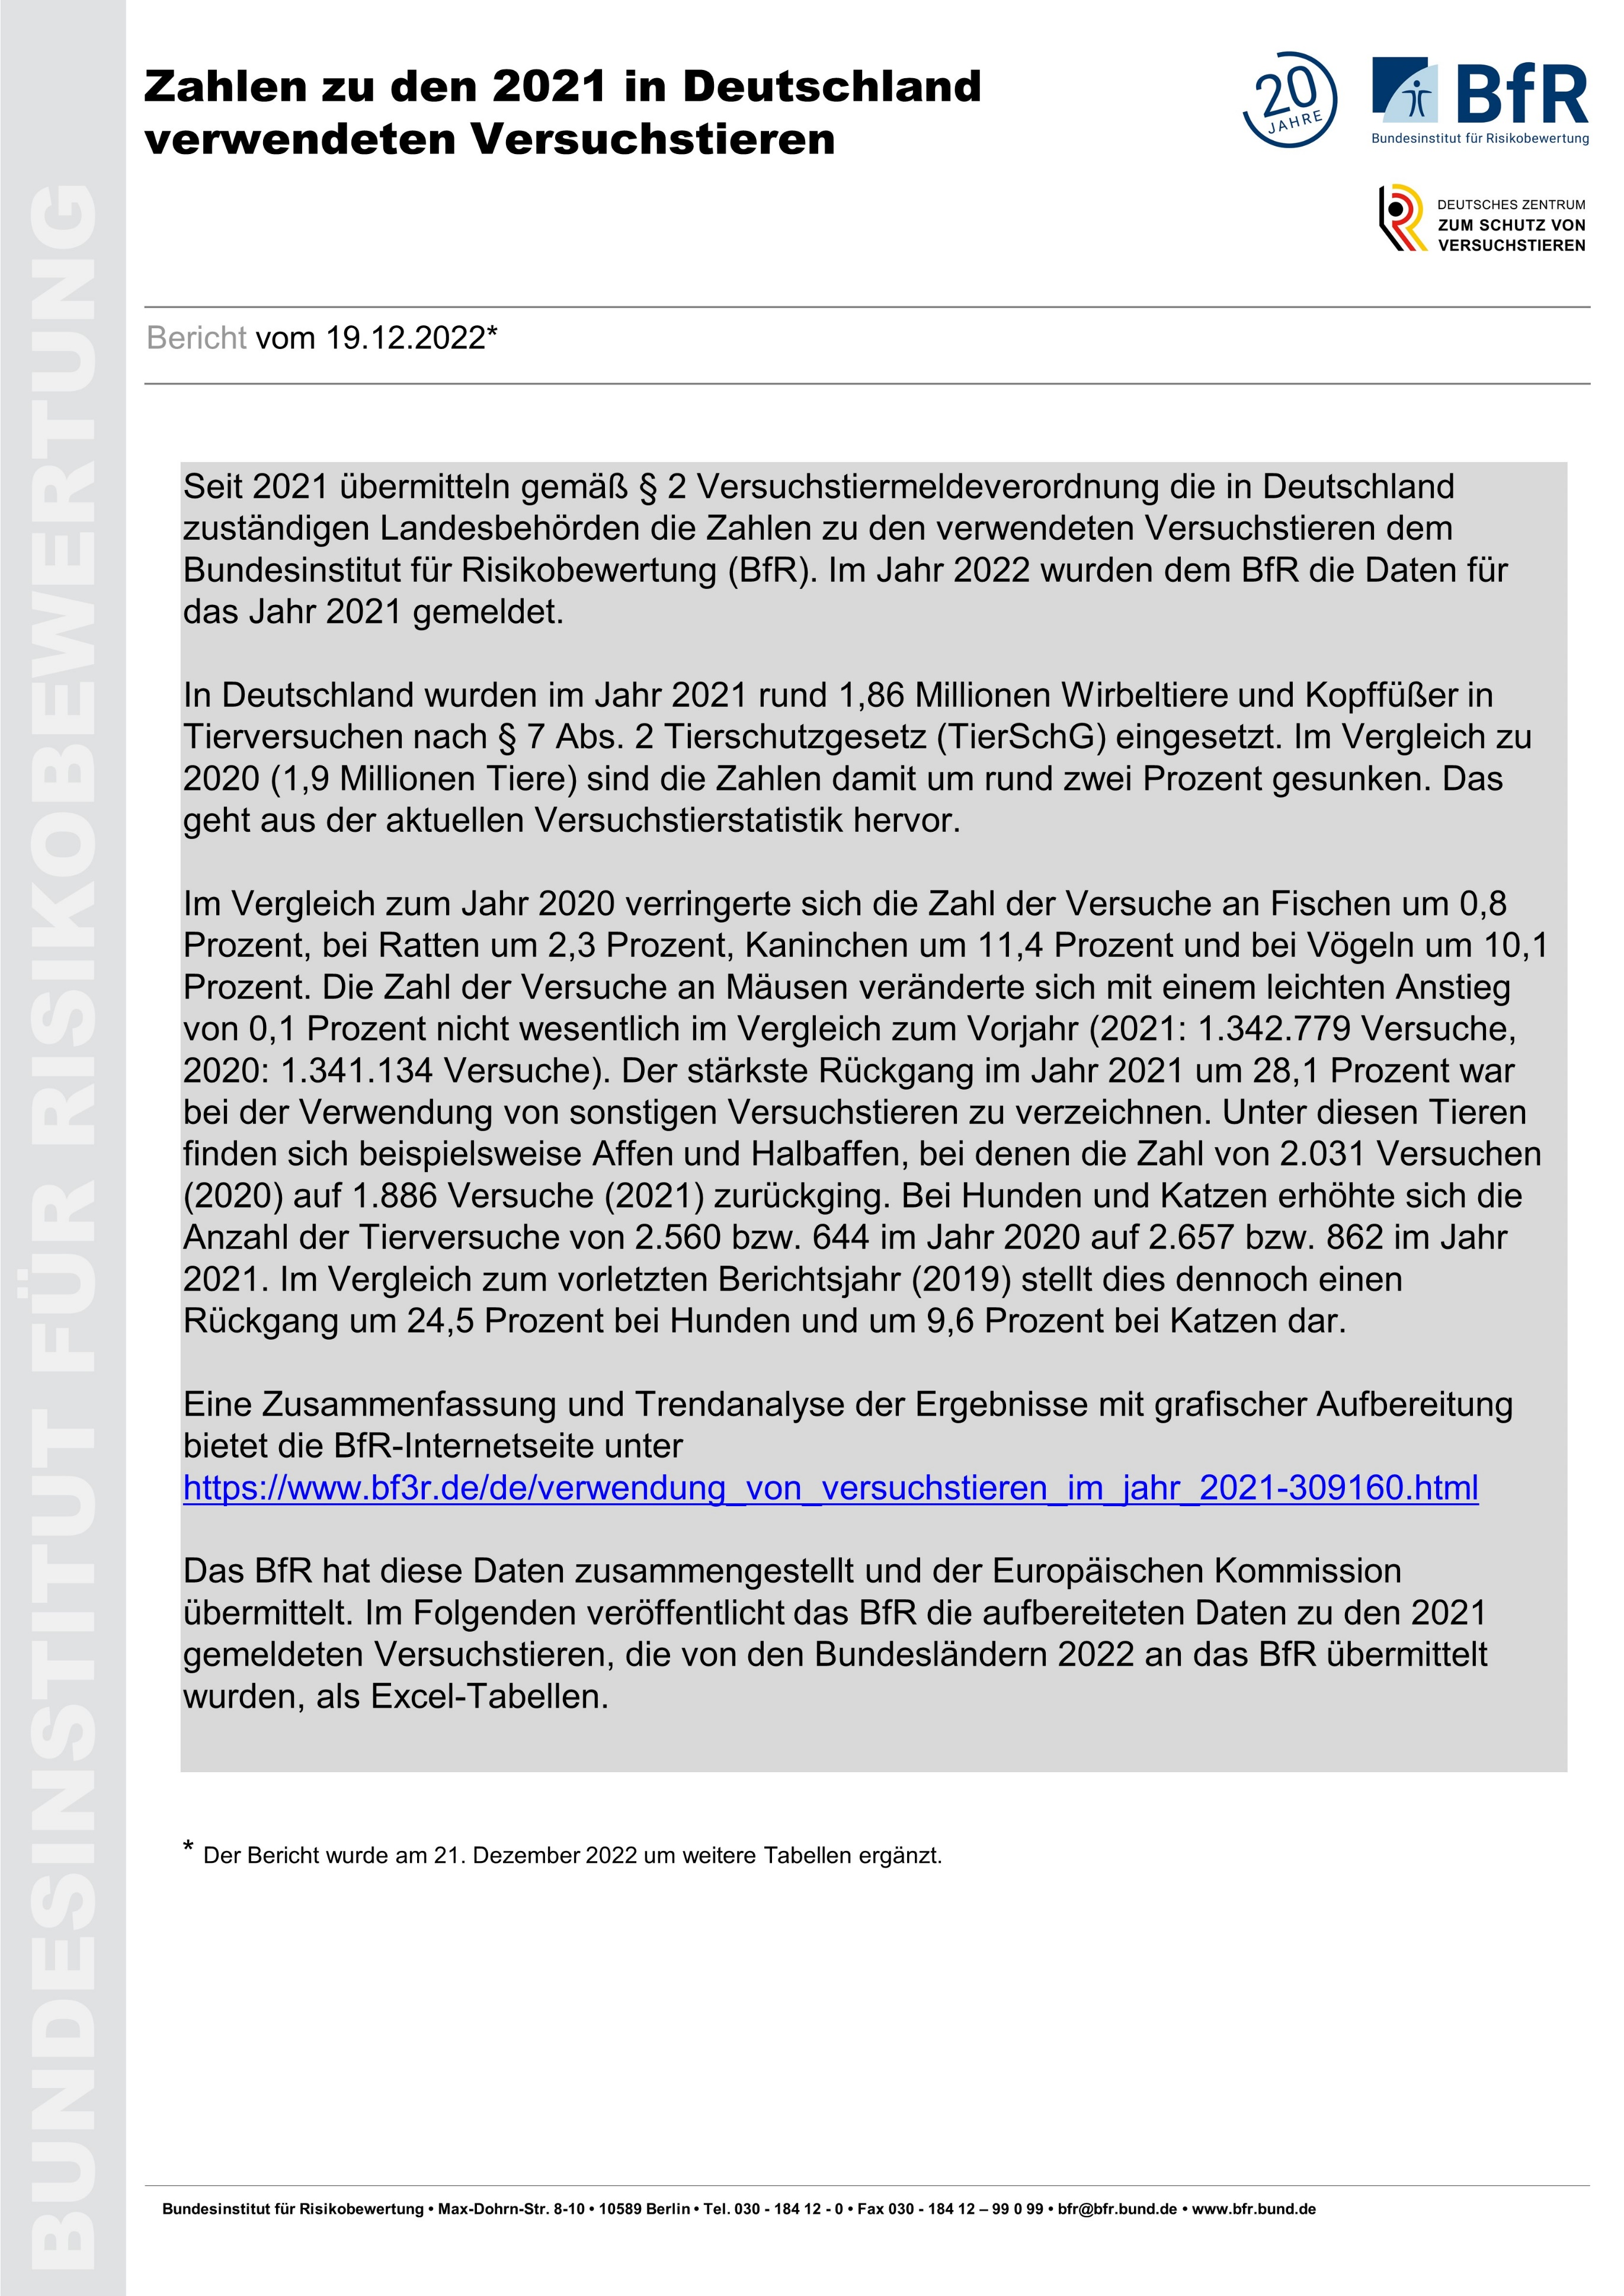 Zahlen zu den 2021 in Deutschland
verwendeten Versuchstieren
20
JAHRE
BfR
Bundesinstitut für Risikobewertung
DEUTSCHES ZENTRUM
ZUM SCHUTZ VON
VERSUCHSTIEREN
Bericht vom 19.12.2022*
Seit 2021 übermitteln gemäß § 2 Versuchstiermeldeverordnung die in Deutschland
zuständigen Landesbehörden die Zahlen zu den verwendeten Versuchstieren dem
Bundesinstitut für Risikobewertung (BfR). Im Jahr 2022 wurden dem BfR die Daten für
das Jahr 2021 gemeldet.
In Deutschland wurden im Jahr 2021 rund 1,86 Millionen Wirbeltiere und Kopffüßer in
Tierversuchen nach § 7 Abs. 2 Tierschutzgesetz (TierSchG) eingesetzt. Im Vergleich zu
2020 (1,9 Millionen Tiere) sind die Zahlen damit um rund zwei Prozent gesunken. Das
geht aus der aktuellen Versuchstierstatistik hervor.
Im Vergleich zum Jahr 2020 verringerte sich die Zahl der Versuche an Fischen um 0,8
Prozent, bei Ratten um 2,3 Prozent, Kaninchen um 11,4 Prozent und bei Vögeln um 10,1
Prozent. Die Zahl der Versuche an Mäusen veränderte sich mit einem leichten Anstieg
von 0,1 Prozent nicht wesentlich im Vergleich zum Vorjahr (2021: 1.342.779 Versuche,
2020: 1.341.134 Versuche). Der stärkste Rückgang im Jahr 2021 um 28,1 Prozent war
bei der Verwendung von sonstigen Versuchstieren zu verzeichnen. Unter diesen Tieren
finden sich beispielsweise Affen und Halbaffen, bei denen die Zahl von 2.031 Versuchen
(2020) auf 1.886 Versuche (2021) zurückging. Bei Hunden und Katzen erhöhte sich die
Anzahl der Tierversuche von 2.560 bzw. 644 im Jahr 2020 auf 2.657 bzw. 862 im Jahr
2021. Im Vergleich zum vorletzten Berichtsjahr (2019) stellt dies dennoch einen
Rückgang um 24,5 Prozent bei Hunden und um 9,6 Prozent bei Katzen dar.
Eine Zusammenfassung und Trendanalyse der Ergebnisse mit grafischer Aufbereitung
bietet die BfR-Internetseite unter
https://www.bf3r.de/de/verwendung_von_versuchstieren_im_jahr_2021-309160.html
Das BfR hat diese Daten zusammengestellt und der Europäischen Kommission
übermittelt. Im Folgenden veröffentlicht das BfR die aufbereiteten Daten zu den 2021
gemeldeten Versuchstieren, die von den Bundesländern 2022 an das BfR übermittelt
wurden, als Excel-Tabellen.
* Der Bericht wurde am 21. Dezember 2022 um weitere Tabellen ergänzt.
Bundesinstitut für Risikobewertung • Max-Dohrn-Str. 8-10 • 10589 Berlin • Tel. 030 - 184 12 - 0 • Fax 030 - 184 12 – 99 0 99 • bfr@bfr.bund.de • www.bfr.bund.de
BUNDESINSTITUT FÜR RISIKOBEWERTUNG